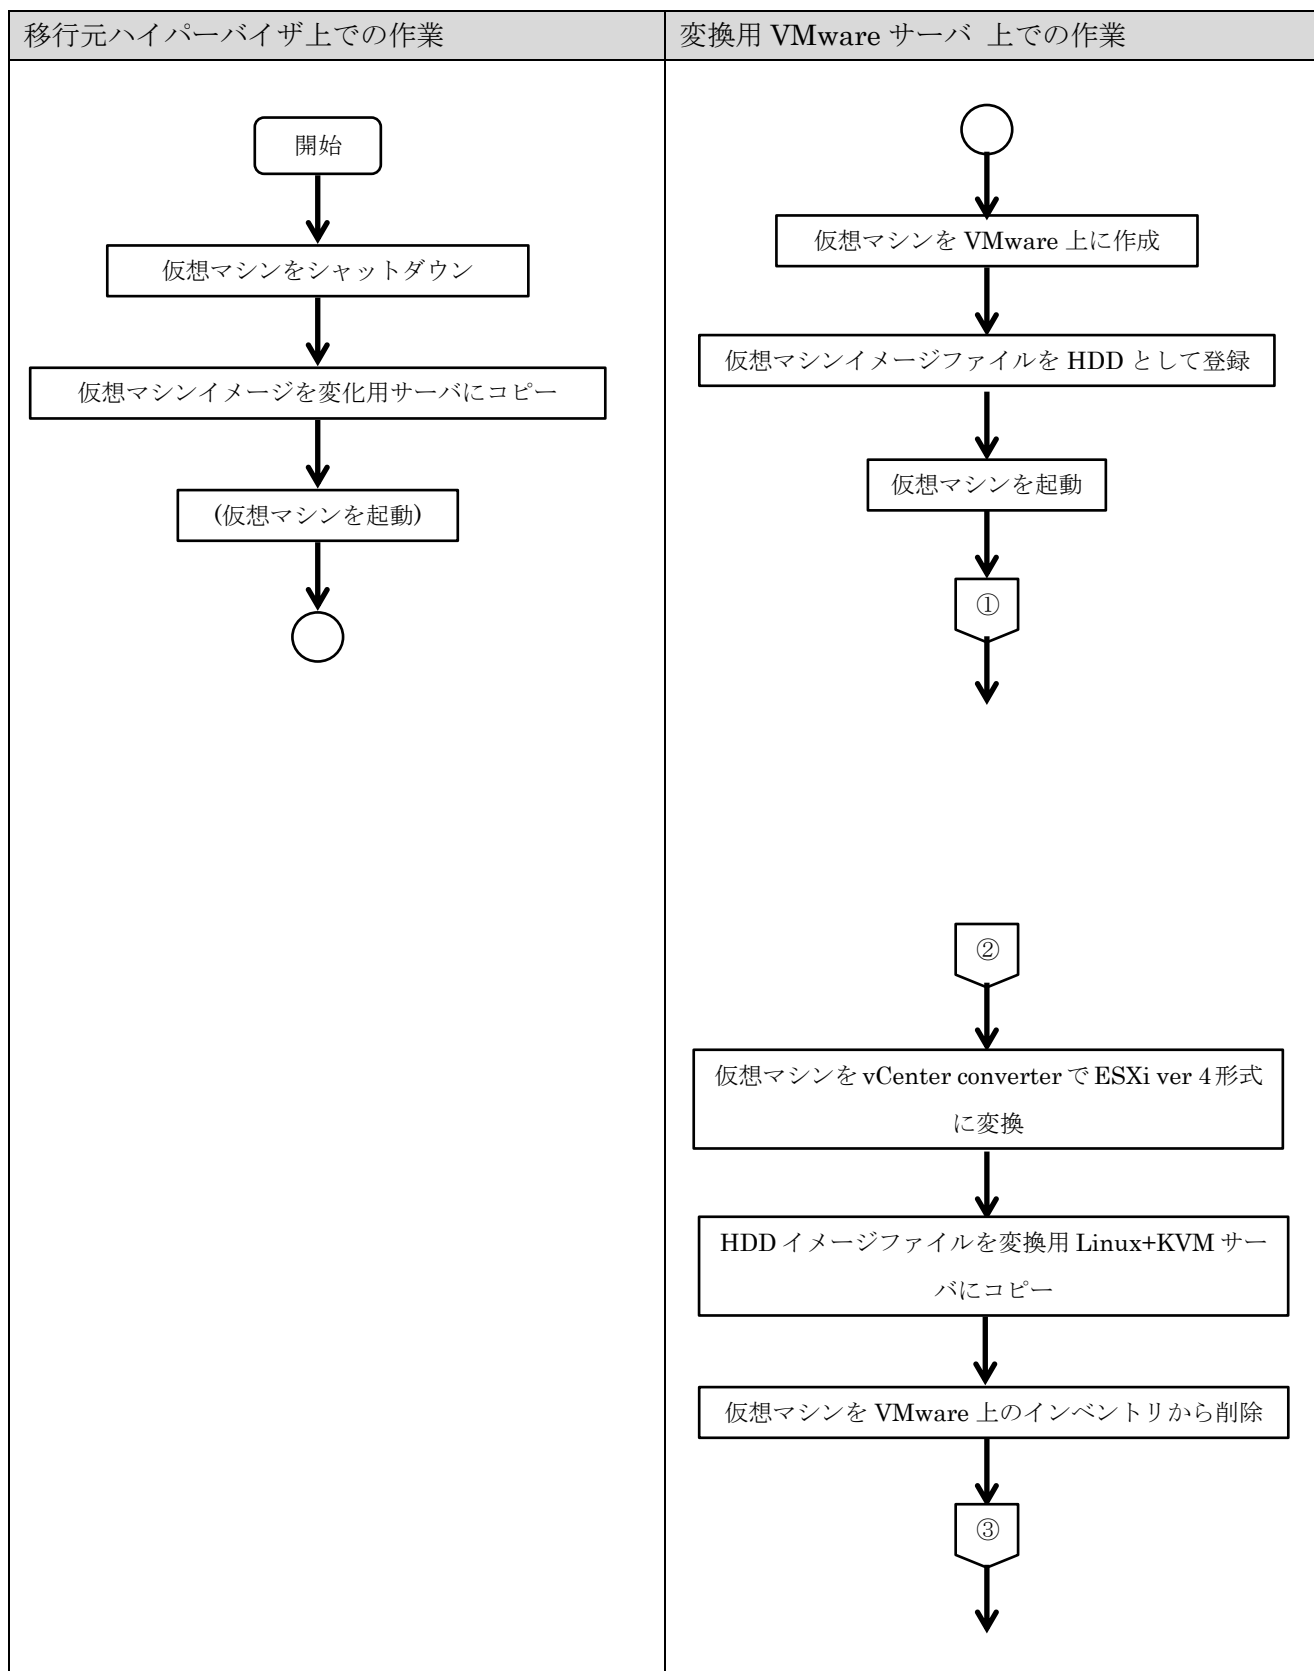 移行元ハイパーバイザ上での作業
変換用 VMware サーバ 上での作業
開始
仮想マシンをシャットダウン
仮想マシンイメージを変化用サーバにコピー
(仮想マシンを起動)
仮想マシンを VMware 上に作成
仮想マシンイメージファイルを HDD として登録
仮想マシンを起動
①
②
仮想マシンを vCenter converter で ESXi ver 4 形式
に変換
HDD イメージファイルを変換用 Linux+KVM サー
バにコピー
仮想マシンを VMware 上のインベントリから削除
③